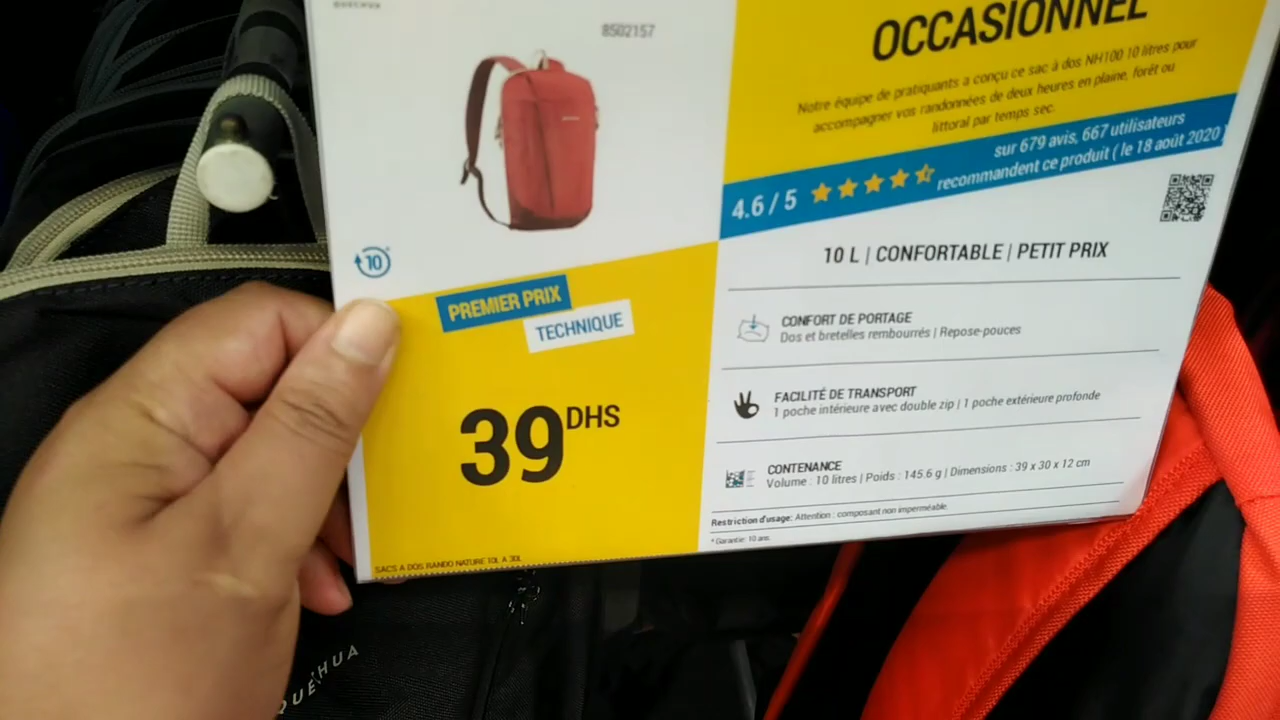 QUECHUA
8502157
10
PREMIER PRIX
TECHNIQUE
39 DHS
SACS A DOS RANDO NATURE 10L A 30L
OCCASIONNEL
Notre équipe de pratiquants a conçu ce sac à dos NH100 10 litres pour
accompagner vos randonnées de deux heures en plaine, forêt ou
littoral par temps sec.
4.6 / 5
sur 679 avis, 667 utilisateurs
recommandent ce produit ( le 18 août 2020 )
10 L | CONFORTABLE | PETIT PRIX
CONFORT DE PORTAGE
Dos et bretelles rembourrés | Repose-pouces
FACILITÉ DE TRANSPORT
1 poche intérieure avec double zip | 1 poche extérieure profonde
CONTENANCE
Volume : 10 litres | Poids : 145.6 g | Dimensions : 39 x 30 x 12 cm
Restriction d'usage: Attention : composant non imperméable.
* Garantie: 10 ans.
QUECHUA